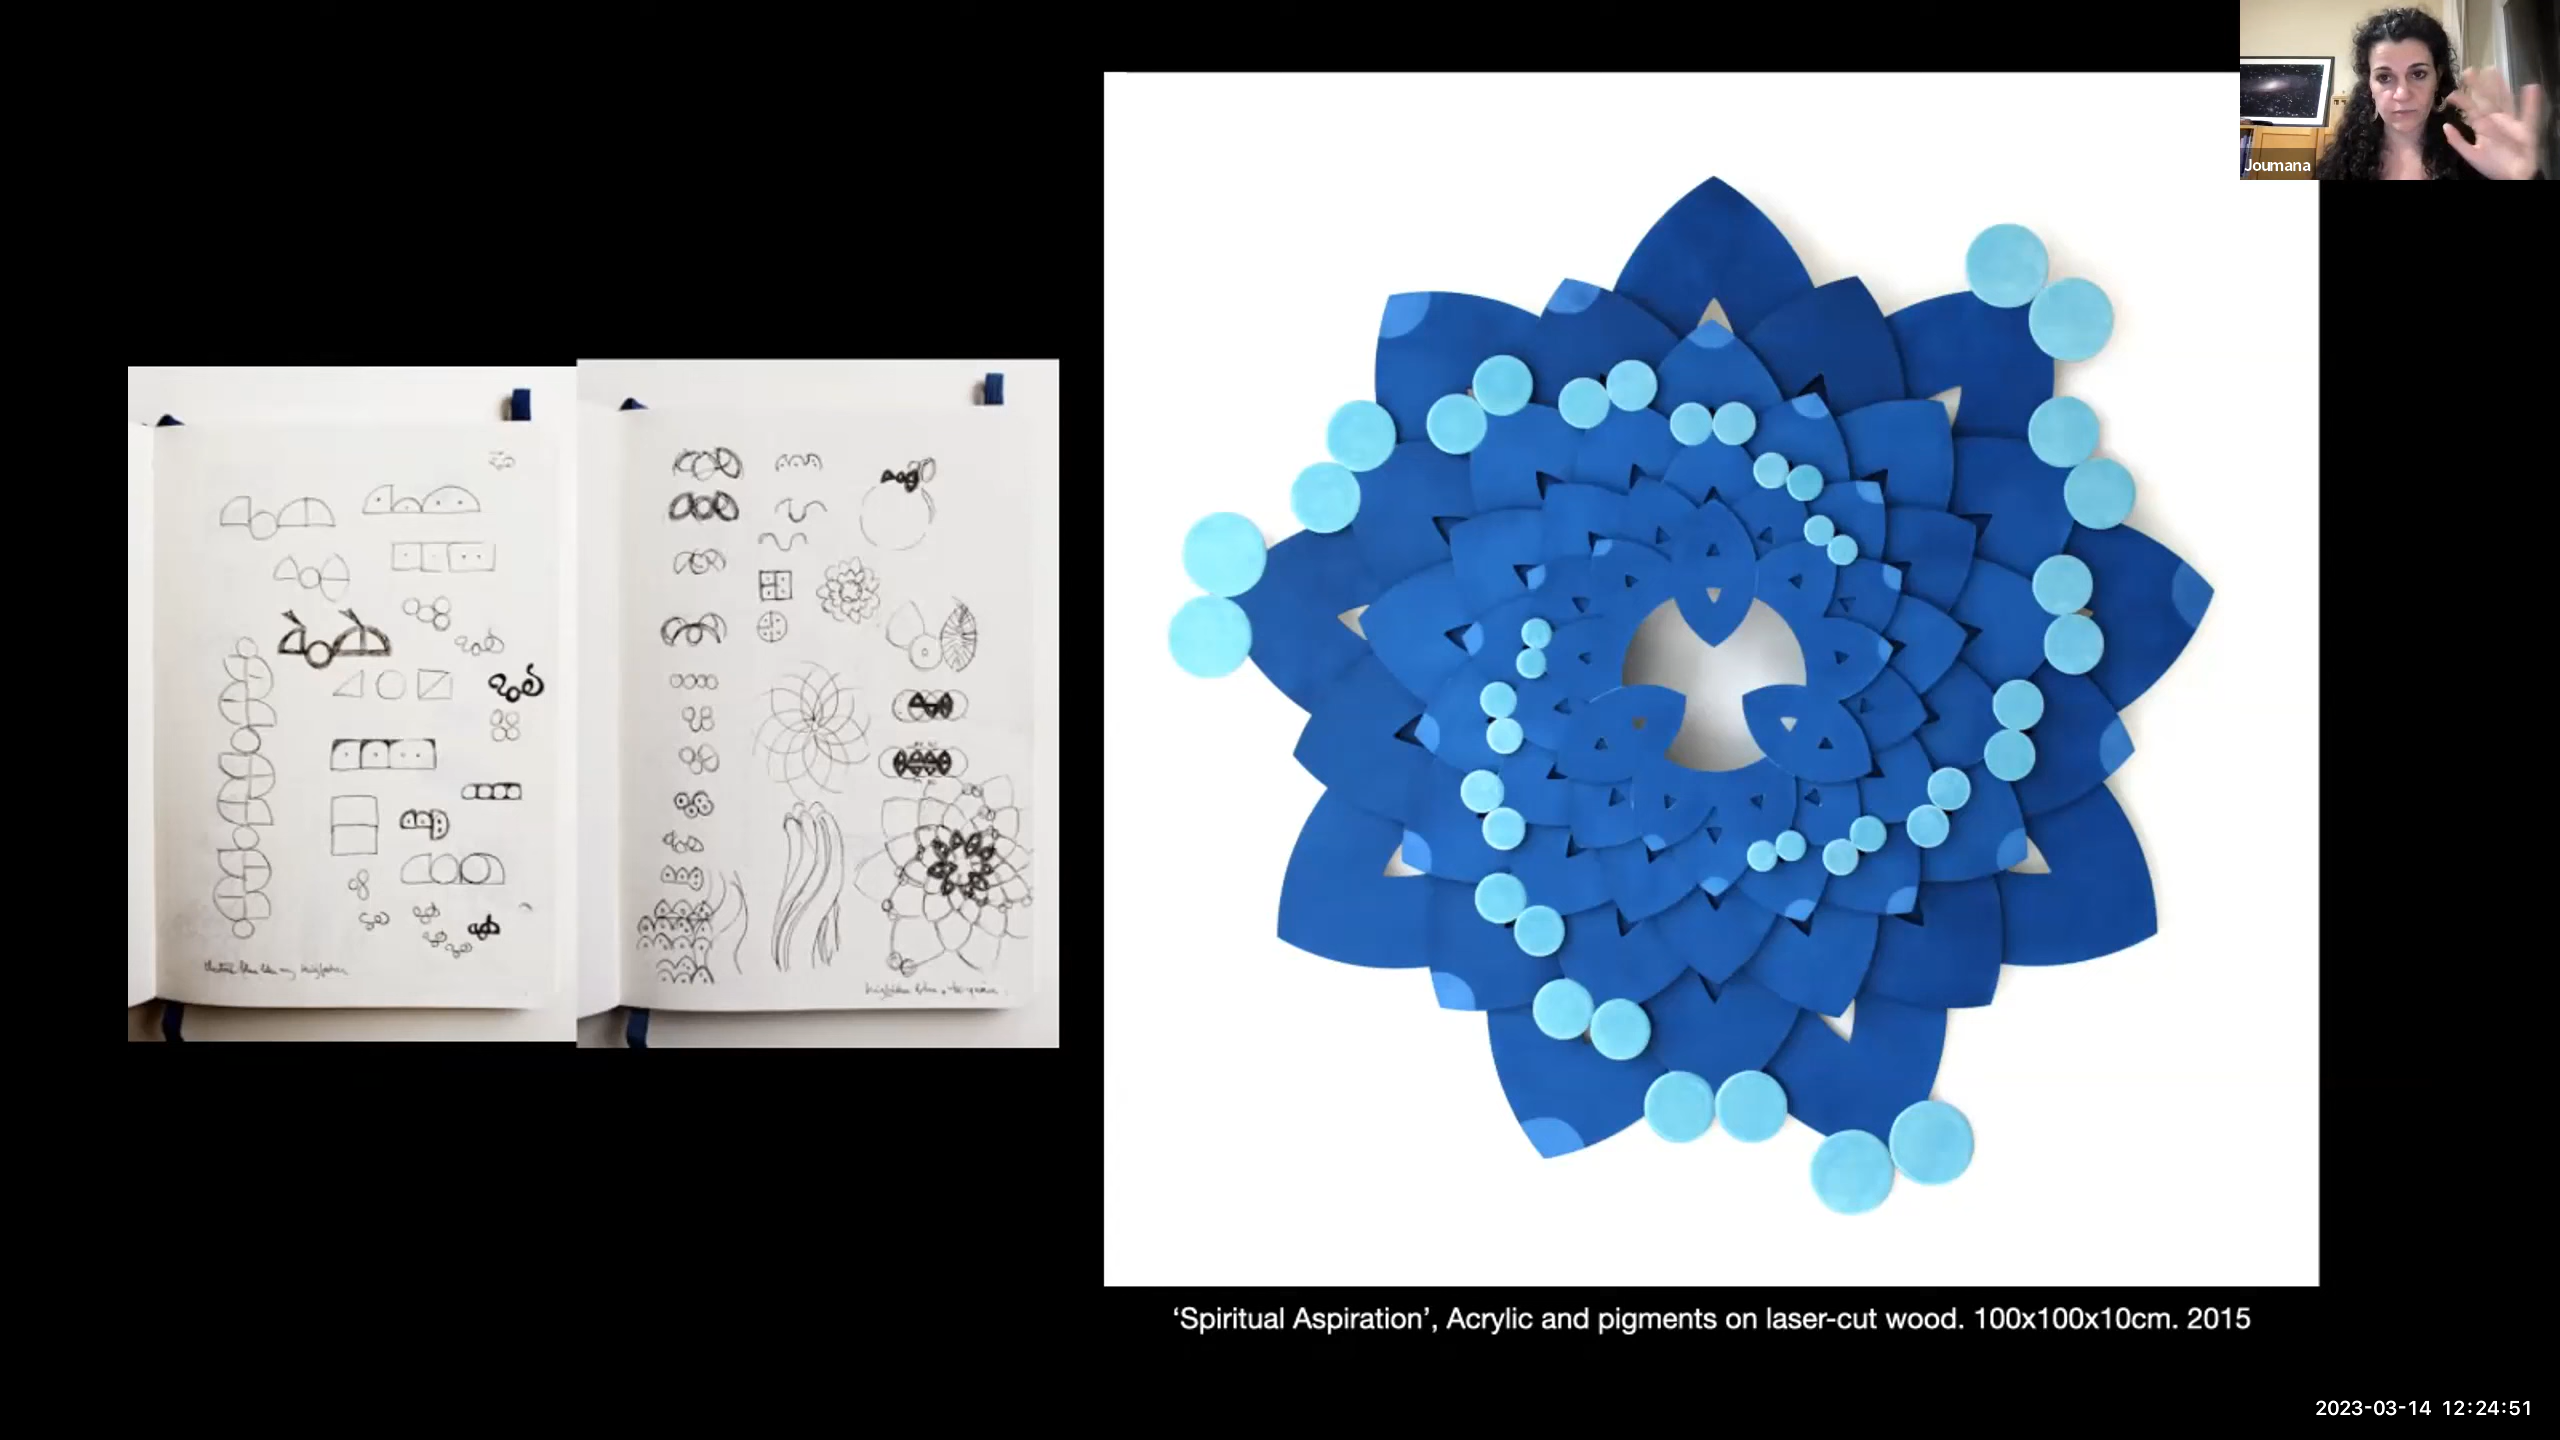 Joumana
‘Spiritual Aspiration’, Acrylic and pigments on laser-cut wood. 100x100x10cm. 2015
2023-03-14 12:24:51